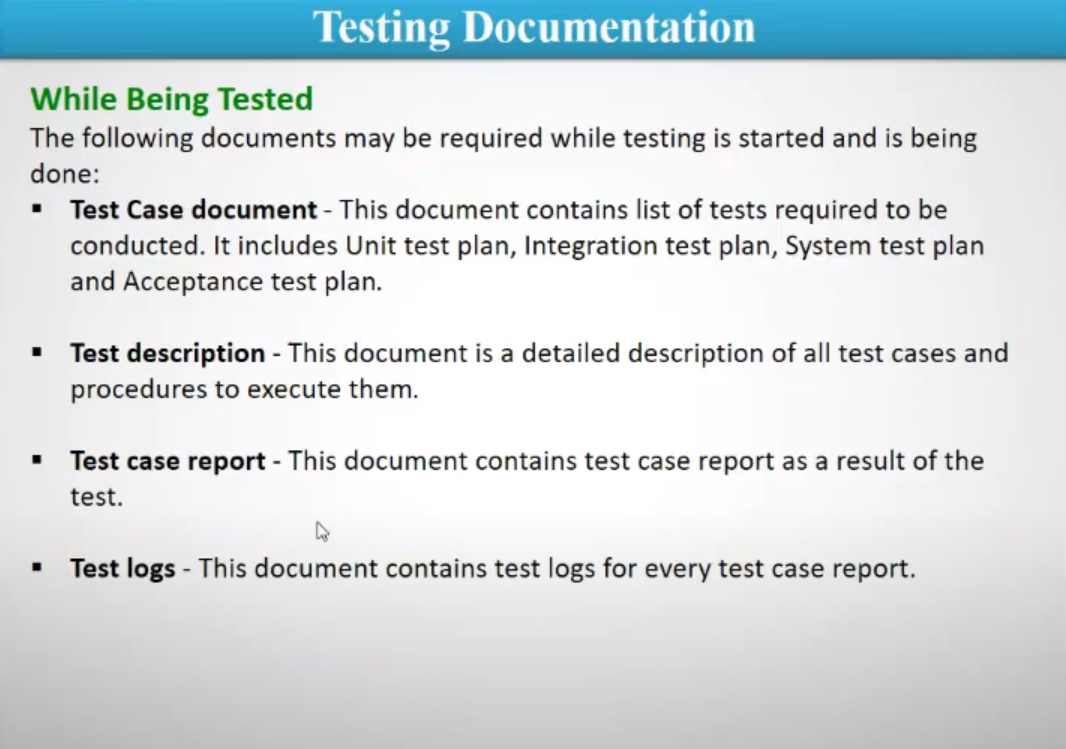 Testing Documentation
While Being Tested
The following documents may be required while testing is started and is being
done:
▪ Test Case document - This document contains list of tests required to be
conducted. It includes Unit test plan, Integration test plan, System test plan
and Acceptance test plan.
▪ Test description - This document is a detailed description of all test cases and
procedures to execute them.
▪ Test case report - This document contains test case report as a result of the
test.
▪ Test logs - This document contains test logs for every test case report.